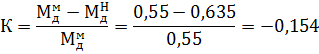 К = (М_д^м − М_д^Н) / М_д^м = (0,55 − 0,635) / 0,55 = −0,154